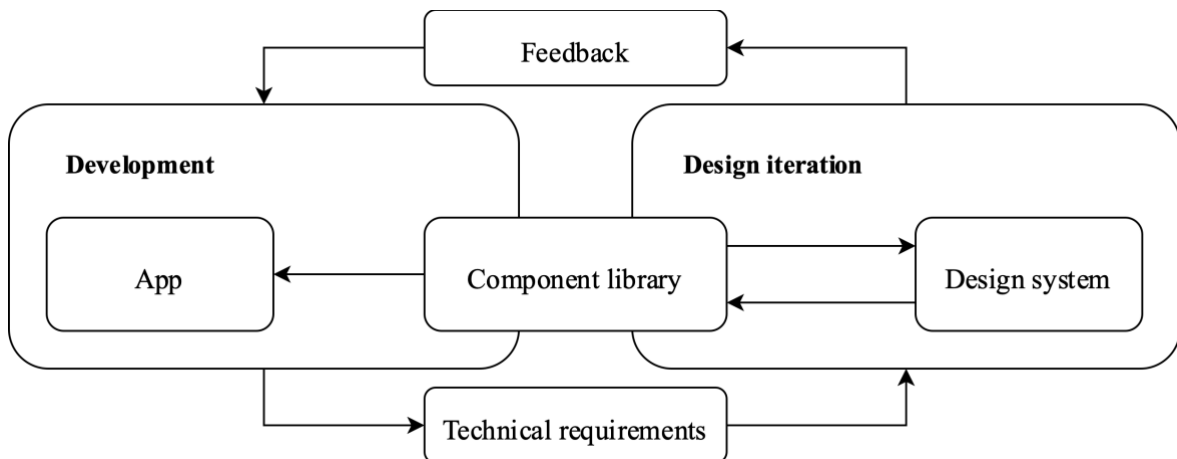 Feedback
Development
Design iteration
App
Component library
Design system
Technical requirements